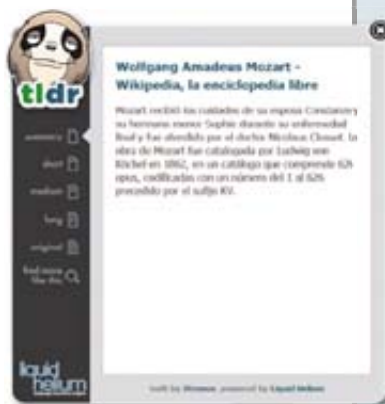 tldr
Wolfgang Amadeus Mozart -
Wikipedia, la enciclopedia libre
Mozart recibió los cuidados de su esposa Constanze y
su hermana menor Sophie durante su enfermedad
final y fue atendido por el doctor Nicolaus Closset. La
obra de Mozart fue catalogada por Ludwig von
Köchel en 1862, en un catálogo que comprende 626
opus, codificadas con un número del 1 al 626
precedido por el sufijo KV.
summary
short
medium
long
original
find more
like this
liquid
helium
built by Stremor, powered by Liquid Helium